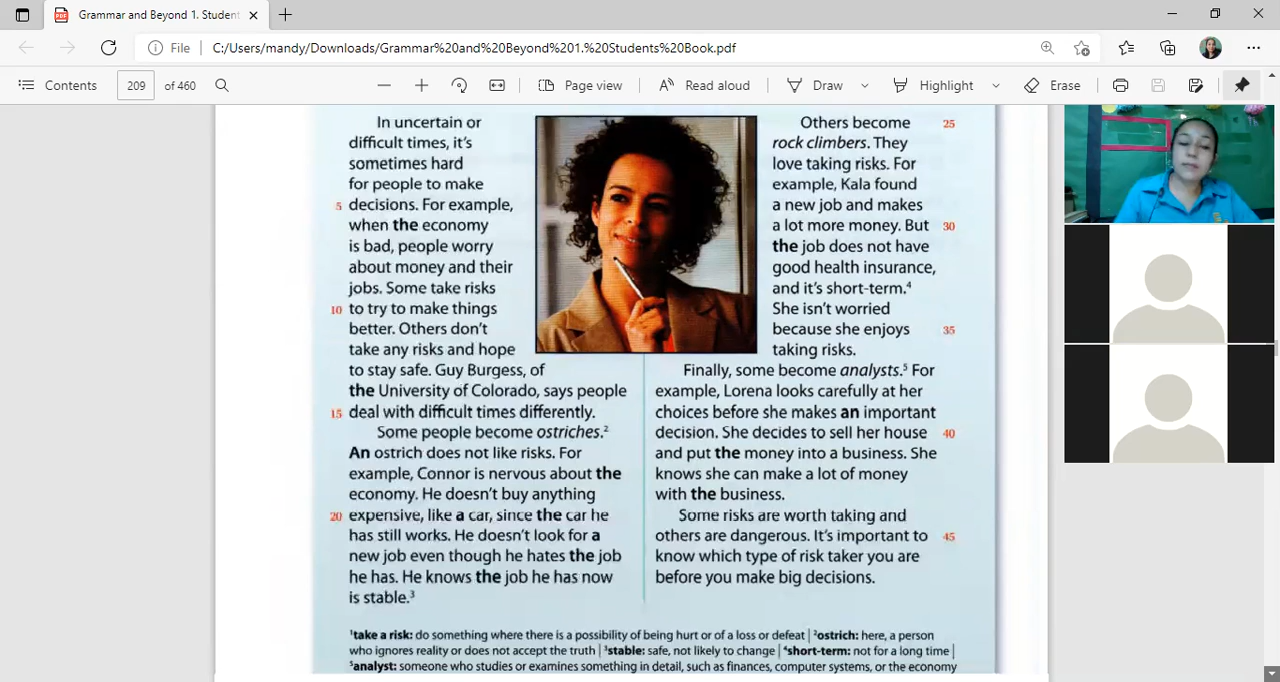 Grammar and Beyond 1. Student
File
C:/Users/mandy/Downloads/Grammar%20and%20Beyond%201.%20Students%20Book.pdf
Contents
209
of 460
Page view
Read aloud
Draw
Highlight
Erase
In uncertain or
difficult times, it's
sometimes hard
for people to make
5 decisions. For example,
when the economy
is bad, people worry
about money and their
jobs. Some take risks
10 to try to make things
better. Others don't
take any risks and hope
to stay safe. Guy Burgess, of
the University of Colorado, says people
15 deal with difficult times differently.
Some people become ostriches.²
An ostrich does not like risks. For
example, Connor is nervous about the
economy. He doesn't buy anything
20 expensive, like a car, since the car he
has still works. He doesn't look for a
new job even though he hates the job
he has. He knows the job he has now
is stable.³
Others become 25
rock climbers. They
love taking risks. For
example, Kala found
a new job and makes
a lot more money. But 30
the job does not have
good health insurance,
and it's short-term.⁴
She isn't worried
because she enjoys 35
taking risks.
Finally, some become analysts.⁵ For
example, Lorena looks carefully at her
choices before she makes an important
decision. She decides to sell her house 40
and put the money into a business. She
knows she can make a lot of money
with the business.
Some risks are worth taking and
others are dangerous. It's important to 45
know which type of risk taker you are
before you make big decisions.
¹take a risk: do something where there is a possibility of being hurt or of a loss or defeat | ²ostrich: here, a person
who ignores reality or does not accept the truth | ³stable: safe, not likely to change | ⁴short-term: not for a long time |
⁵analyst: someone who studies or examines something in detail, such as finances, computer systems, or the economy